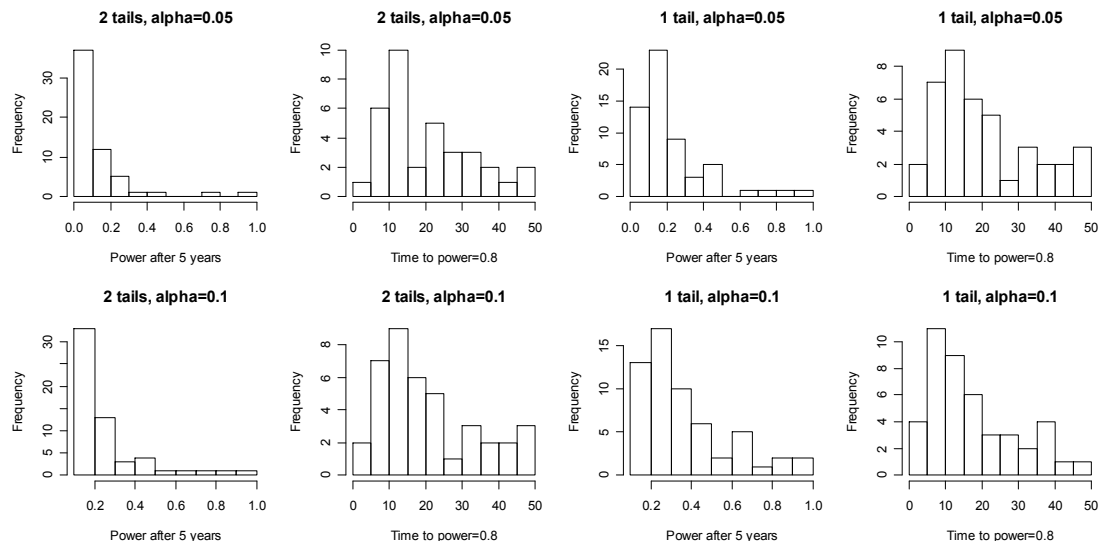 2 tails, alpha=0.05
Frequency
0 10 20 30
0.0 0.2 0.4 0.6 0.8 1.0
Power after 5 years
2 tails, alpha=0.05
Frequency
0 2 4 6 8 10
0 10 20 30 40 50
Time to power=0.8
1 tail, alpha=0.05
Frequency
0 5 10 15 20
0.0 0.2 0.4 0.6 0.8 1.0
Power after 5 years
1 tail, alpha=0.05
Frequency
0 2 4 6 8
0 10 20 30 40 50
Time to power=0.8
2 tails, alpha=0.1
Frequency
0 5 10 20 30
0.2 0.4 0.6 0.8 1.0
Power after 5 years
2 tails, alpha=0.1
Frequency
0 2 4 6 8
0 10 20 30 40 50
Time to power=0.8
1 tail, alpha=0.1
Frequency
0 5 10 15
0.2 0.4 0.6 0.8 1.0
Power after 5 years
1 tail, alpha=0.1
Frequency
0 2 4 6 8 10
0 10 20 30 40 50
Time to power=0.8